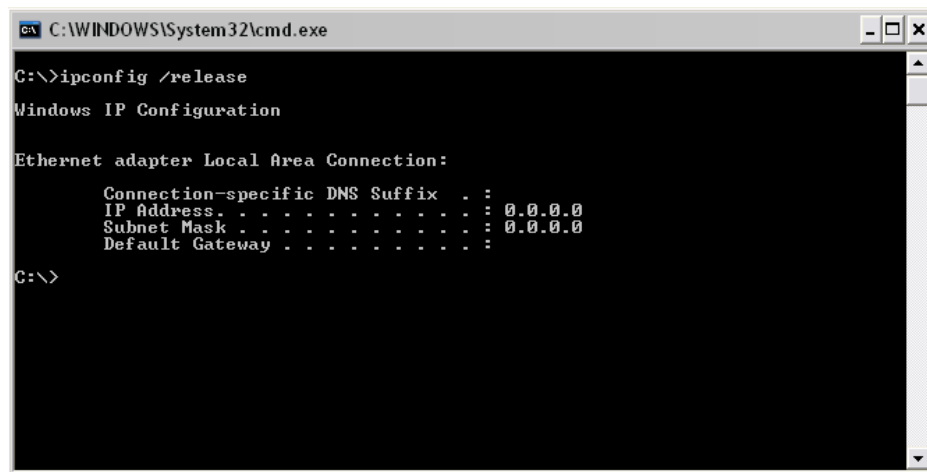 C:\WINDOWS\System32\cmd.exe
C:\>ipconfig /release
Windows IP Configuration
Ethernet adapter Local Area Connection:
Connection-specific DNS Suffix . :
IP Address. . . . . . . . . . . . : 0.0.0.0
Subnet Mask . . . . . . . . . . . : 0.0.0.0
Default Gateway . . . . . . . . . :
C:\>